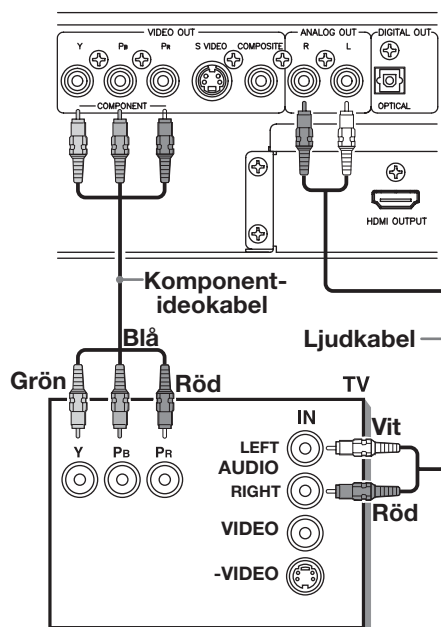 VIDEO OUT
ANALOG OUT
DIGITAL OUT
Y PB PR S VIDEO COMPOSITE R L
COMPONENT
OPTICAL
HDMI OUTPUT
Komponent-
ideokabel
Ljudkabel
Blå
Grön
Röd
TV
IN
Y PB PR
LEFT
AUDIO
RIGHT
VIDEO
-VIDEO
Vit
Röd